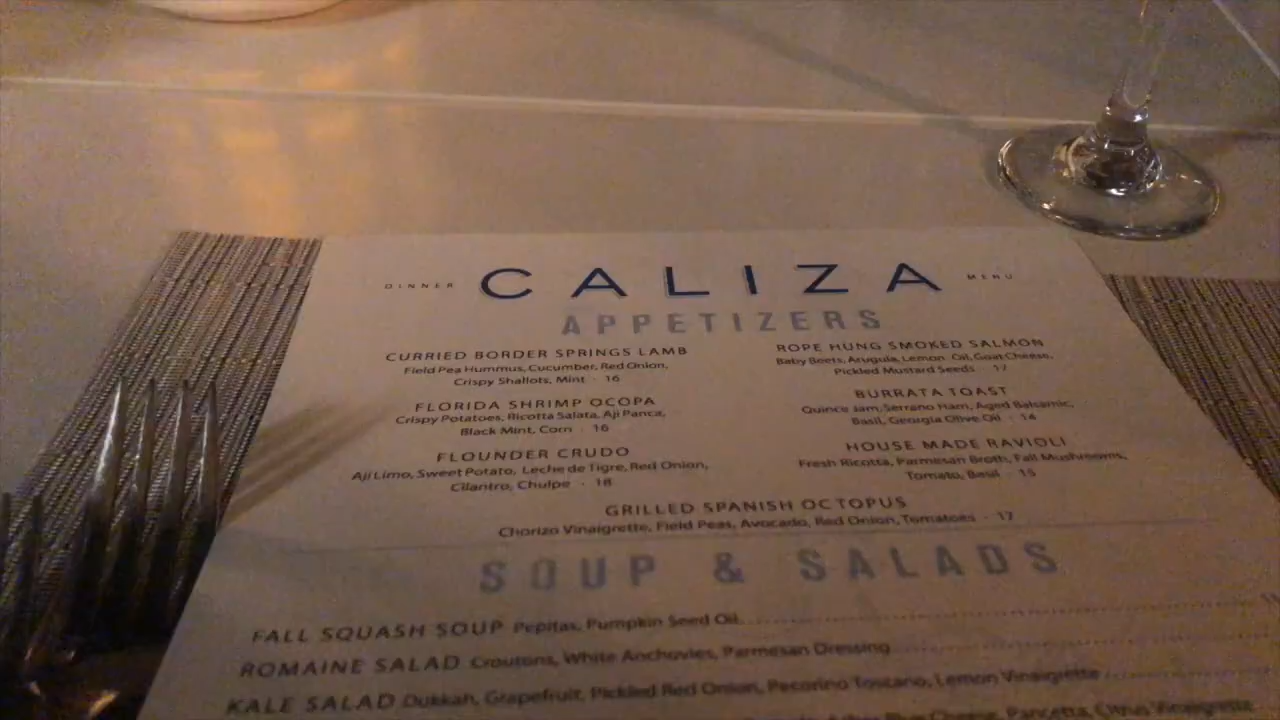 DINNER CALIZA MENU
APPETIZERS
CURRIED BORDER SPRINGS LAMB
Field Pea Hummus, Cucumber, Red Onion,
Crispy Shallots, Mint · 16
FLORIDA SHRIMP OCOPA
Crispy Potatoes, Ricotta Salata, Aji Panca,
Black Mint, Corn · 16
FLOUNDER CRUDO
Aji Limo, Sweet Potato, Leche de Tigre, Red Onion,
Cilantro, Chulpe · 18
ROPE HUNG SMOKED SALMON
Baby Beets, Arugula, Lemon Oil, Goat Cheese,
Pickled Mustard Seeds · 17
BURRATA TOAST
Quince Jam, Serrano Ham, Aged Balsamic,
Basil, Georgia Olive Oil · 14
HOUSE MADE RAVIOLI
Fresh Ricotta, Parmesan Broth, Fall Mushrooms,
Tomato, Basil · 15
GRILLED SPANISH OCTOPUS
Chorizo Vinaigrette, Field Peas, Avocado, Red Onion, Tomatoes · 17
SOUP & SALADS
FALL SQUASH SOUP Pepitas, Pumpkin Seed Oil
ROMAINE SALAD Croutons, White Anchovies, Parmesan Dressing
KALE SALAD Dukkah, Grapefruit, Pickled Red Onion, Pecorino Toscano, Lemon Vinaigrette
Blue Cheese, Pancetta, Citrus Vinaigrette